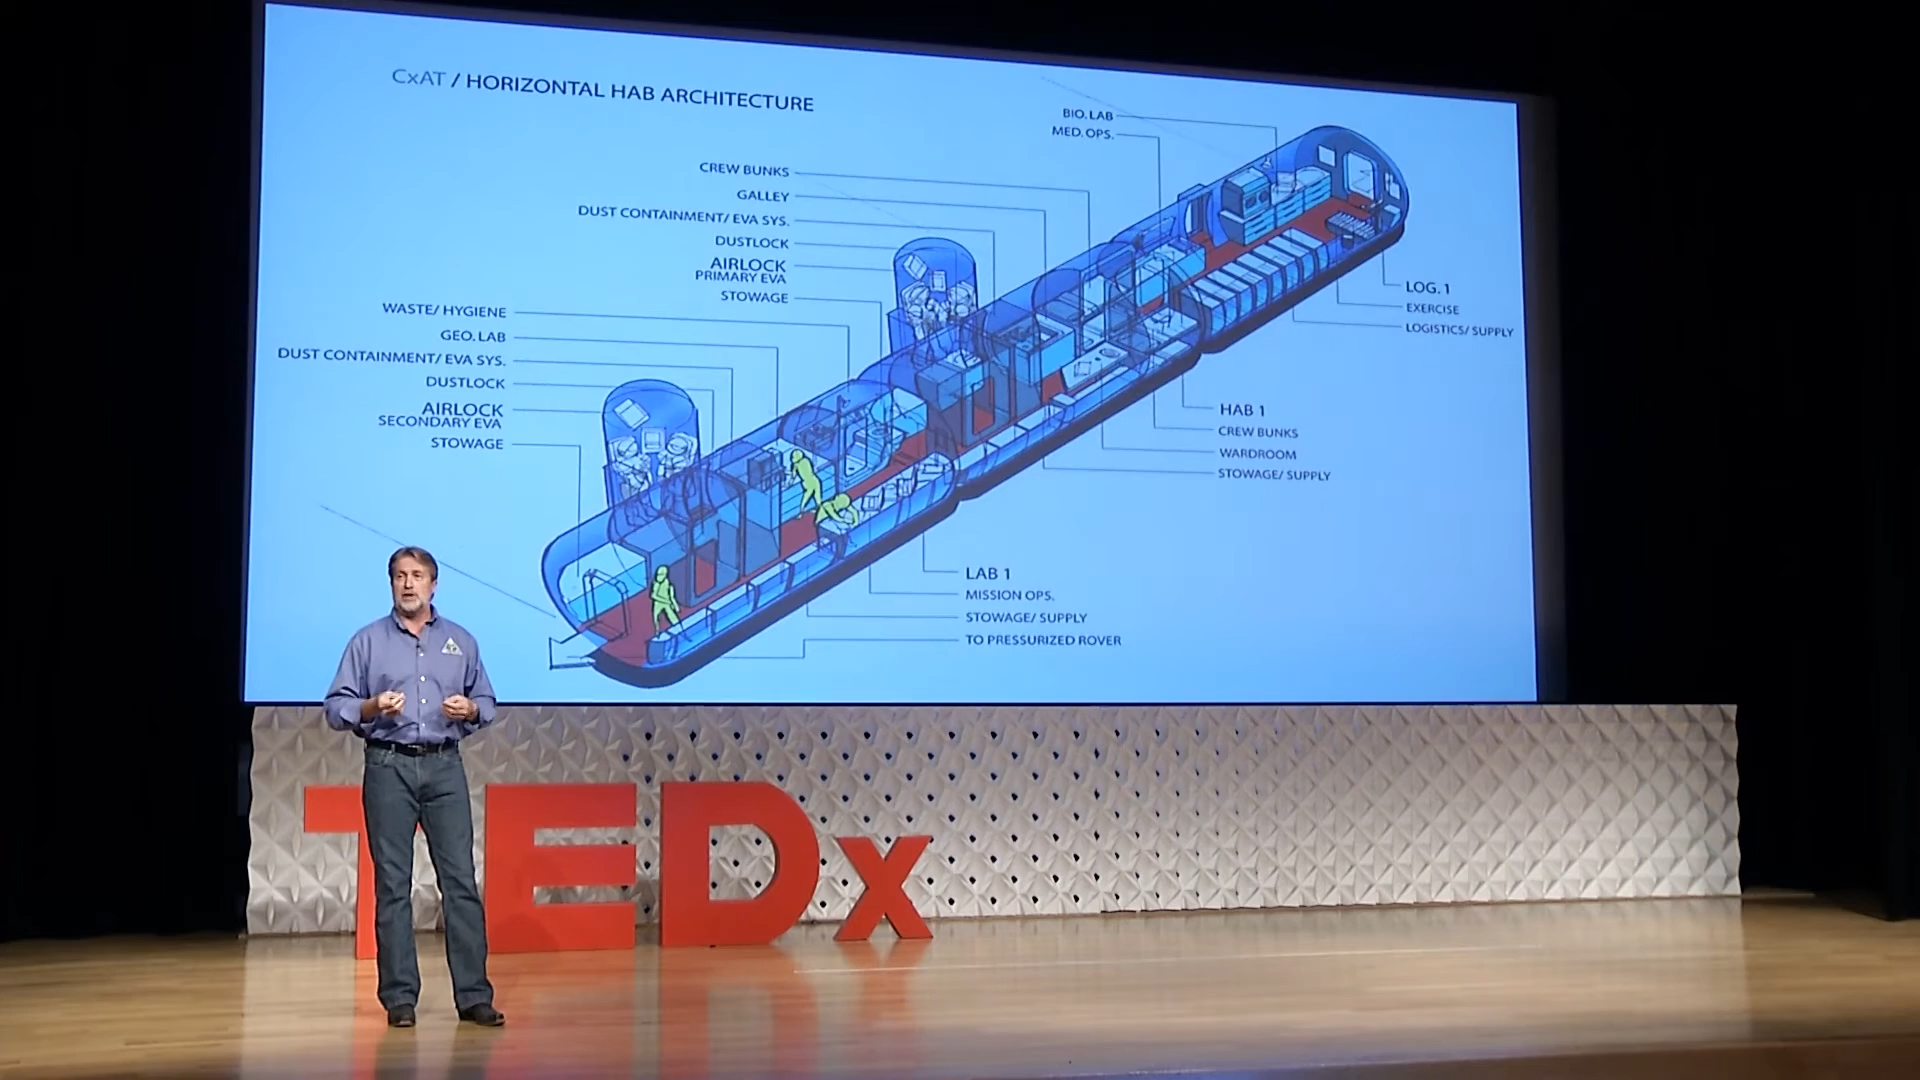 CxAT / HORIZONTAL HAB ARCHITECTURE
BIO. LAB
MED. OPS.
CREW BUNKS
GALLEY
DUST CONTAINMENT/ EVA SYS.
DUSTLOCK
AIRLOCK
PRIMARY EVA
STOWAGE
WASTE/ HYGIENE
GEO. LAB
DUST CONTAINMENT/ EVA SYS.
DUSTLOCK
AIRLOCK
SECONDARY EVA
STOWAGE
LOG. 1
EXERCISE
LOGISTICS/ SUPPLY
HAB 1
CREW BUNKS
WARDROOM
STOWAGE/ SUPPLY
LAB 1
MISSION OPS.
STOWAGE/ SUPPLY
TO PRESSURIZED ROVER
TEDx